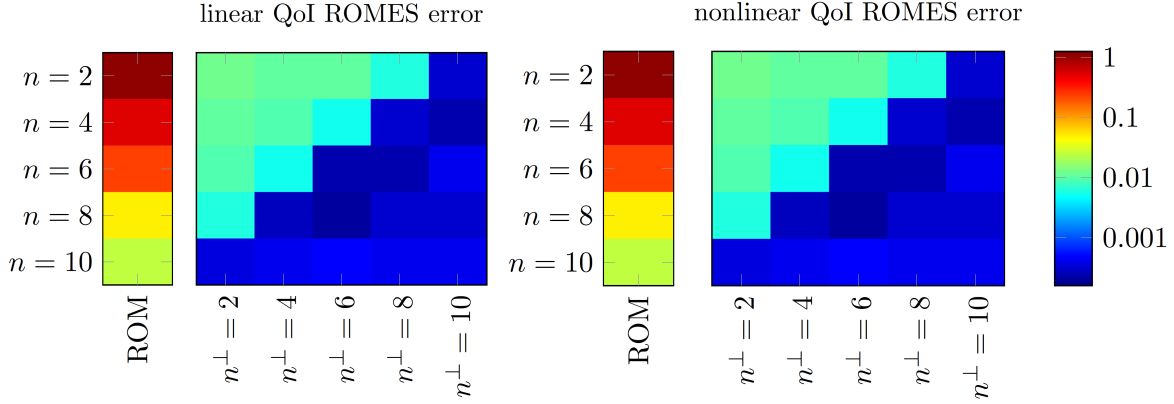 linear QoI ROMES error
nonlinear QoI ROMES error
n = 2
n = 4
n = 6
n = 8
n = 10
ROM
n⊥ = 2
n⊥ = 4
n⊥ = 6
n⊥ = 8
n⊥ = 10
n = 2
n = 4
n = 6
n = 8
n = 10
ROM
n⊥ = 2
n⊥ = 4
n⊥ = 6
n⊥ = 8
n⊥ = 10
1
0.1
0.01
0.001